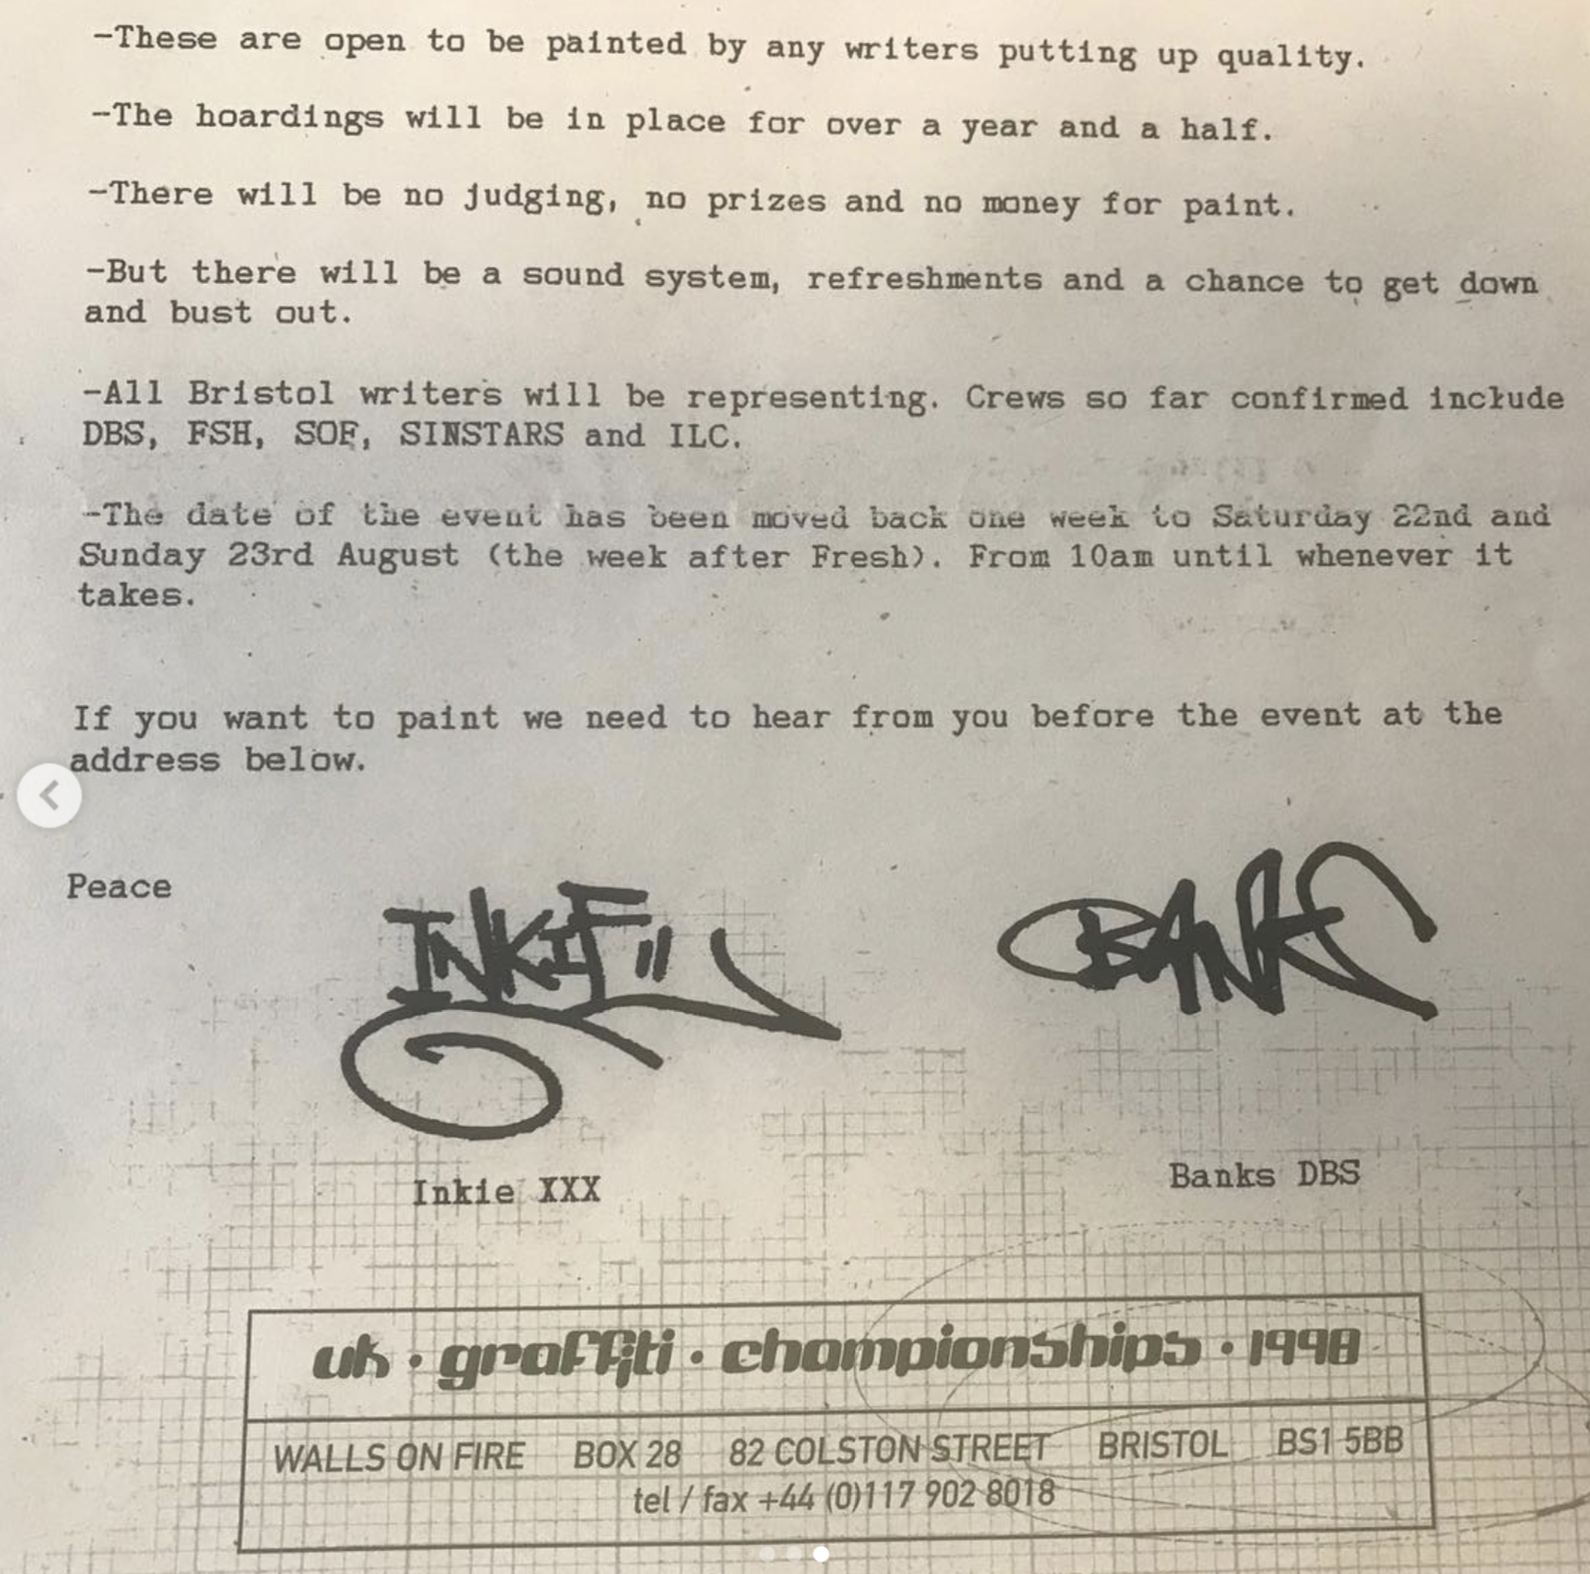 -These are open to be painted by any writers putting up quality.
-The hoardings will be in place for over a year and a half.
-There will be no judging, no prizes and no money for paint.
-But there will be a sound system, refreshments and a chance to get down
and bust out.
-All Bristol writers will be representing. Crews so far confirmed include
DBS, FSH, SOF, SINSTARS and ILC.
-The date of the event has been moved back one week to Saturday 22nd and
Sunday 23rd August (the week after Fresh). From 10am until whenever it
takes.
If you want to paint we need to hear from you before the event at the
address below.
Peace
INKIE
BANKS
Inkie XXX
Banks DBS
uk · graffiti · championships · 1998
WALLS ON FIRE BOX 28 82 COLSTON STREET BRISTOL BS1 5BB
tel / fax +44 (0)117 902 8018